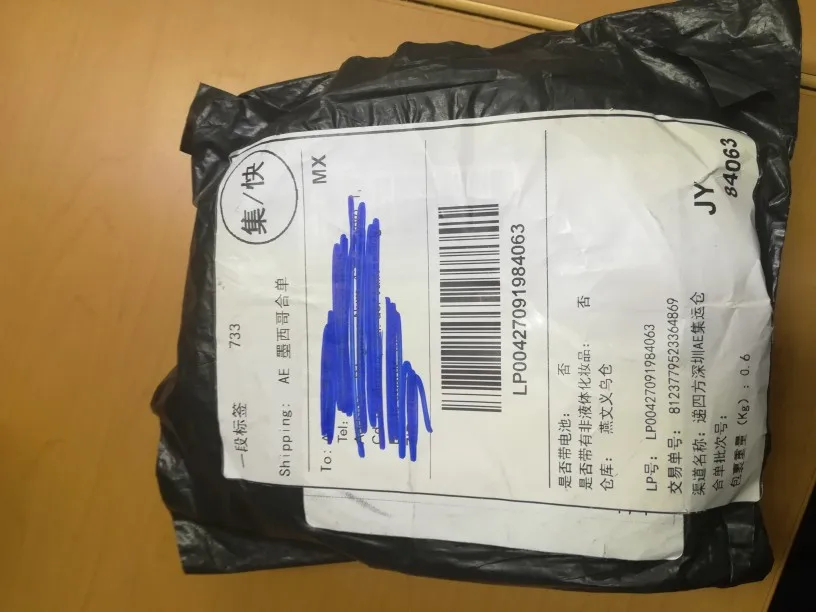 一段标签 733 集/快
Shipping: AE 墨西哥合单
To: MX
Tel:
LP00427091984063
是否带电池: 否
是否带有非液体化妆品: 否
仓库: 燕文义乌仓
LP号: LP00427091984063
交易单号: 8123779523364869
渠道名称: 递四方深圳AE集运仓
合单批次号:
包裹重量 (Kg): 0.6
JY
84063